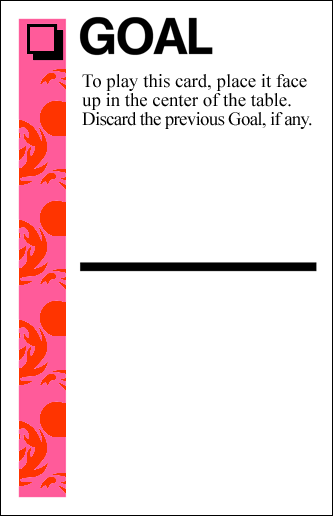 GOAL
To play this card, place it face
up in the center of the table.
Discard the previous Goal, if any.